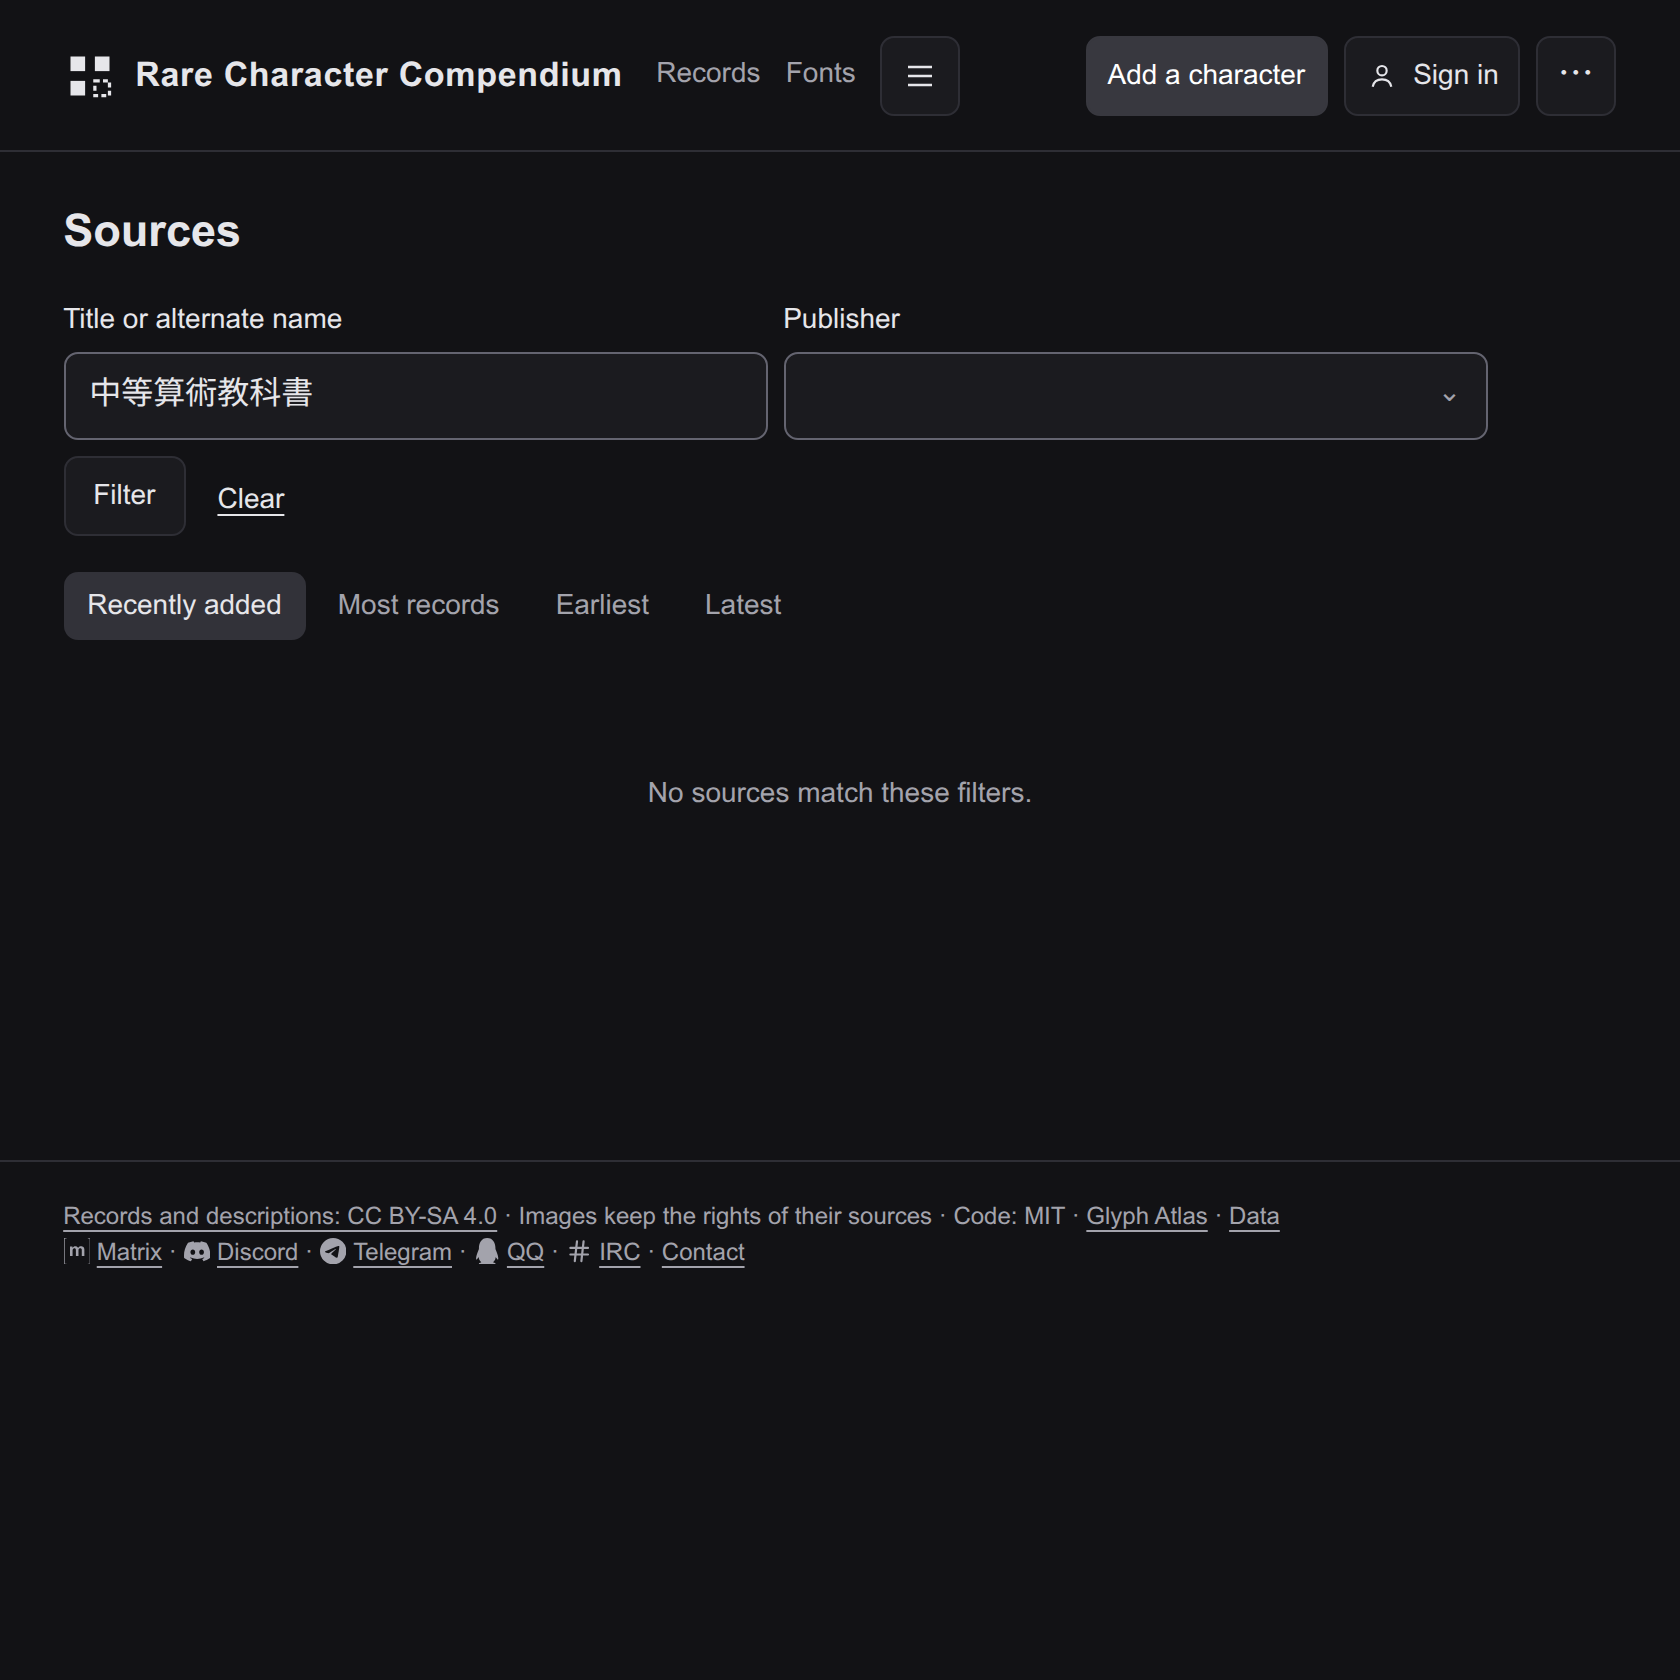 Rare Character Compendium Records Fonts Add a character Sign in ···
Sources
Title or alternate name Publisher
中等算術教科書
Filter Clear
Recently added Most records Earliest Latest
No sources match these filters.
Records and descriptions: CC BY-SA 4.0 · Images keep the rights of their sources · Code: MIT · Glyph Atlas · Data
[m] Matrix · Discord · Telegram · QQ · # IRC · Contact